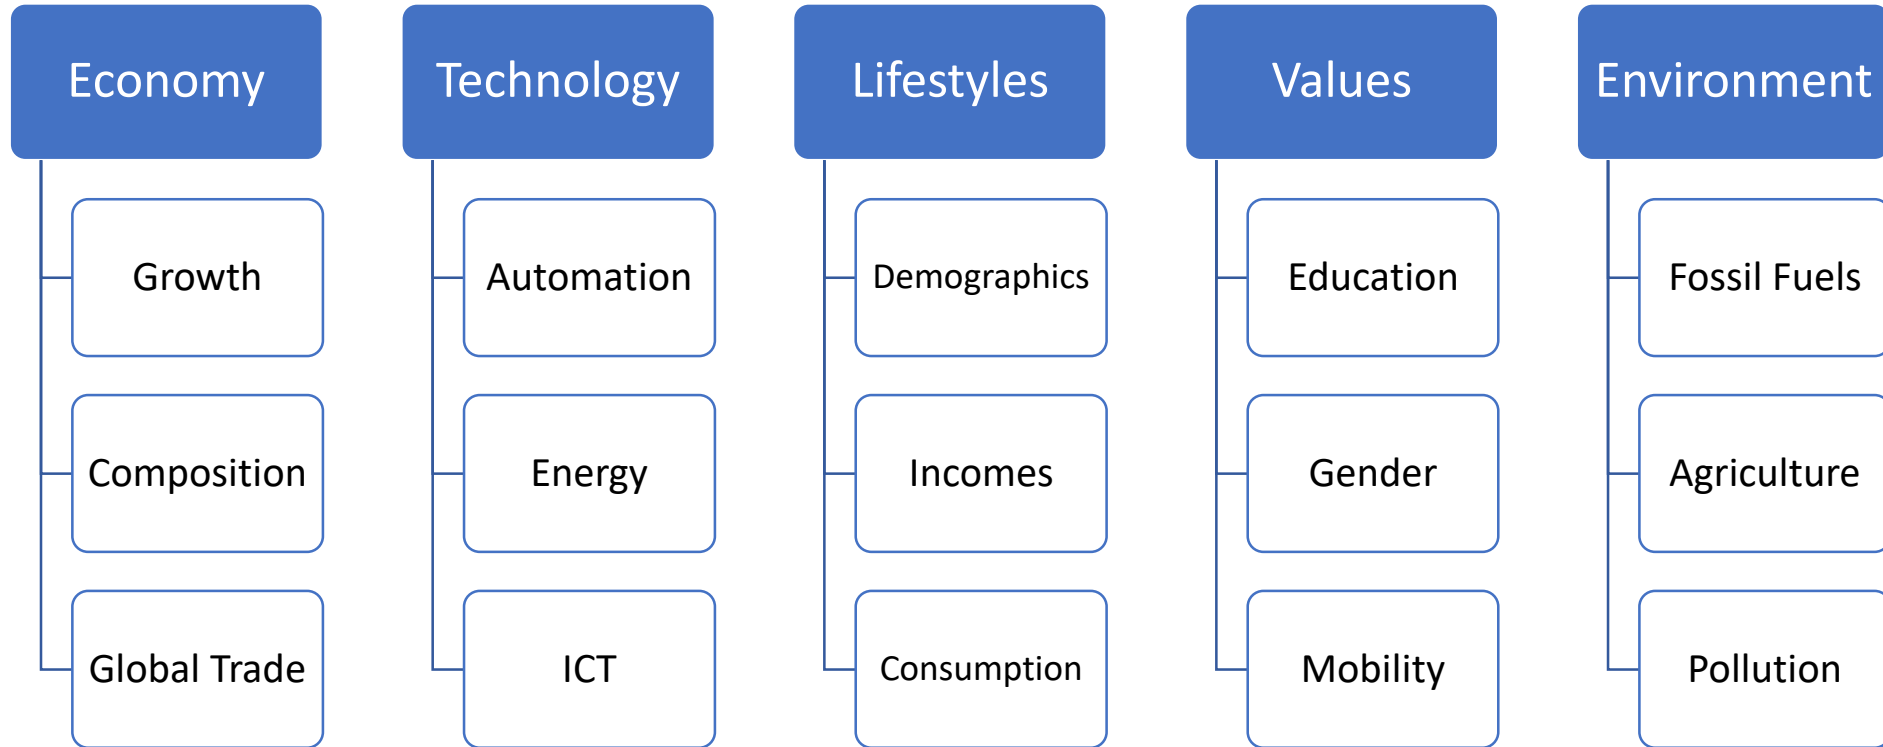 Economy
Growth
Composition
Global Trade
Technology
Automation
Energy
ICT
Lifestyles
Demographics
Incomes
Consumption
Values
Education
Gender
Mobility
Environment
Fossil Fuels
Agriculture
Pollution